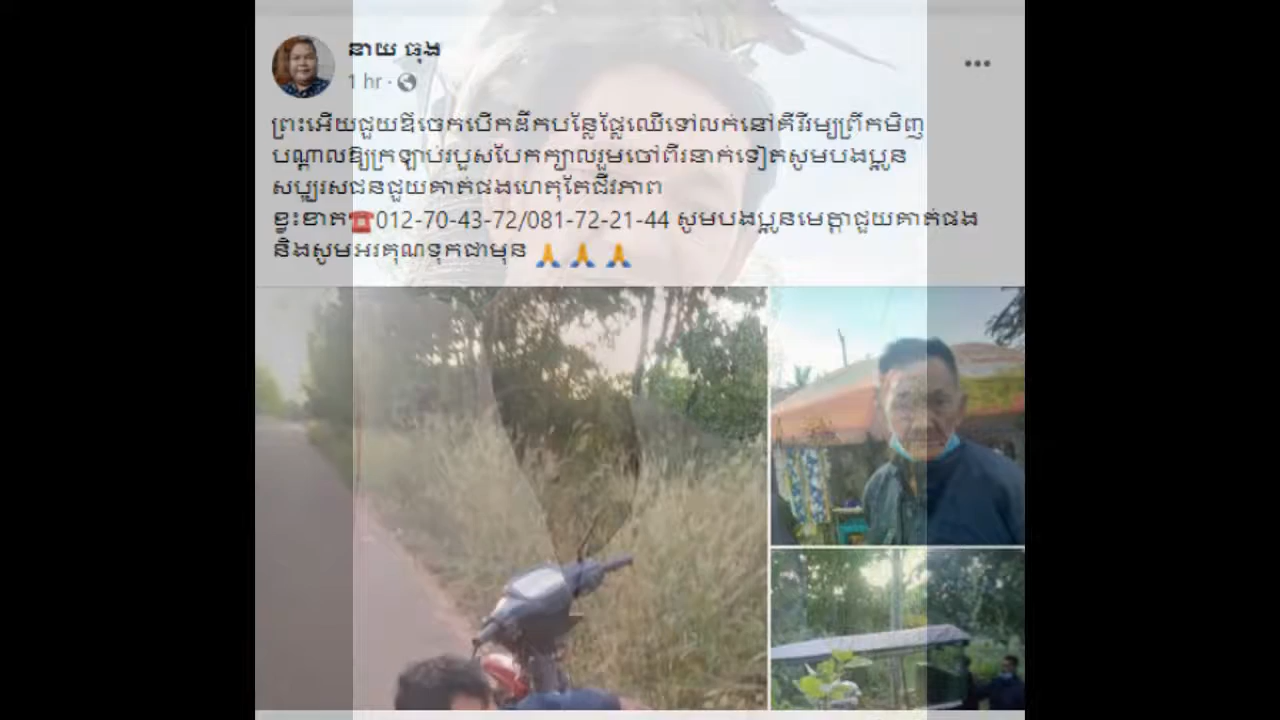 នាយ ធុង
1 hr ·
ព្រះអើយជួយឪចេកបើកដឹកបន្លែផ្លែឈើទៅលក់នៅគីរីរម្យព្រឹកមិញ
បណ្ដាលឱ្យក្រឡាប់របួសបែកក្បាលរួមចៅពីរនាក់ទៀតសូមបងប្អូន
សប្បុរសជនជួយគាត់ផងហេតុតែជីវភាព
ខ្វះខាត☎️012-70-43-72/081-72-21-44 សូមបងប្អូនមេត្តាជួយគាត់ផង
និងសូមអរគុណទុកជាមុន 🙏 🙏 🙏